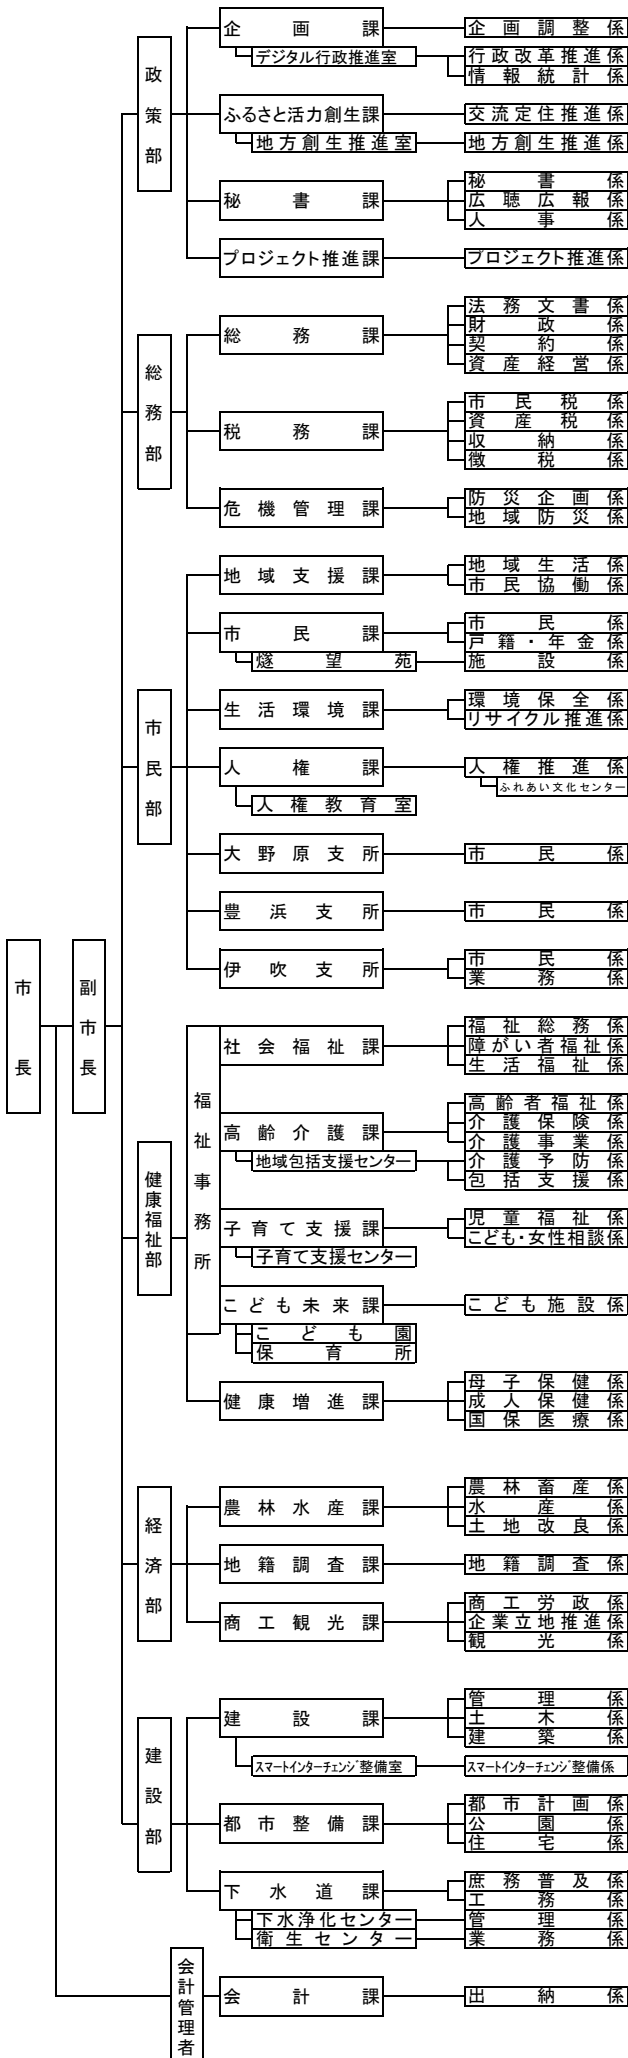 市長
副市長
政策部
企画課
企画調整係
デジタル行政推進室
行政改革推進係
情報統計係
ふるさと活力創生課
交流定住推進係
地方創生推進室
地方創生推進係
秘書課
秘書係
広聴広報係
人事係
プロジェクト推進課
プロジェクト推進係
総務部
総務課
法務文書係
財政係
契約係
資産経営係
税務課
市民税係
資産税係
収納係
徴税係
危機管理課
防災企画係
地域防災係
市民部
地域支援課
地域生活係
市民協働係
市民課
市民係
戸籍・年金係
燧望苑
施設係
生活環境課
環境保全係
リサイクル推進係
人権課
人権推進係
ふれあい文化センター
人権教育室
大野原支所
市民係
豊浜支所
市民係
伊吹支所
市民係
業務係
健康福祉部
福祉事務所
社会福祉課
福祉総務係
障がい者福祉係
生活福祉係
高齢介護課
高齢者福祉係
介護保険係
介護事業係
地域包括支援センター
介護予防係
包括支援係
子育て支援課
児童福祉係
こども・女性相談係
子育て支援センター
こども未来課
こども施設係
こども園
保育所
健康増進課
母子保健係
成人保健係
国保医療係
経済部
農林水産課
農林畜産係
水産係
土地改良係
地籍調査課
地籍調査係
商工観光課
商工労政係
企業立地推進係
観光係
建設部
建設課
管理係
土木係
建築係
スマートインターチェンジ整備室
スマートインターチェンジ整備係
都市整備課
都市計画係
公園係
住宅係
下水道課
庶務普及係
工務係
下水浄化センター
管理係
衛生センター
業務係
会計管理者
会計課
出納係